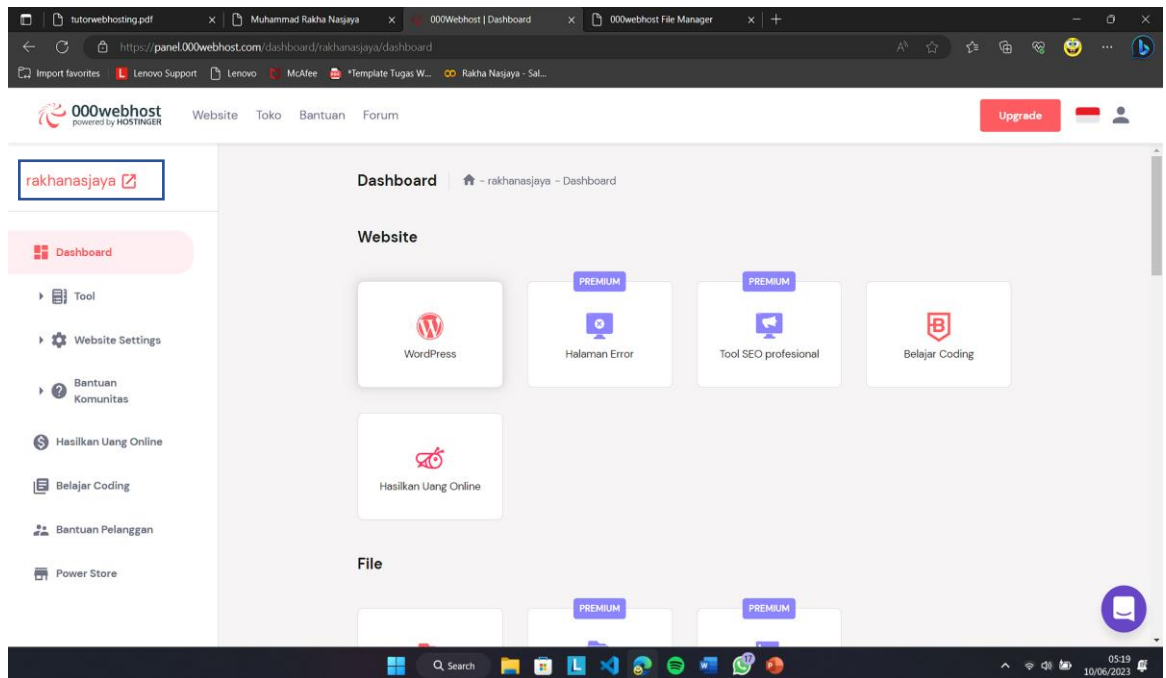 tutorwebhosting.pdf
Muhammad Rakha Nasjaya
000Webhost | Dashboard
000webhost File Manager
https://panel.000webhost.com/dashboard/rakhanasjaya/dashboard
Import favorites
L Lenovo Support
Lenovo
McAfee
*Template Tugas W...
Rakha Nasjaya - Sal...
000webhost
powered by HOSTINGER
Website
Toko
Bantuan
Forum
Upgrade
rakhanasjaya
Dashboard
Tool
Website Settings
Bantuan
Komunitas
Hasilkan Uang Online
Belajar Coding
Bantuan Pelanggan
Power Store
Dashboard
- rakhanasjaya - Dashboard
Website
WordPress
PREMIUM
Halaman Error
PREMIUM
Tool SEO profesional
Belajar Coding
Hasilkan Uang Online
File
PREMIUM
PREMIUM
Search
L
17
05:19
10/06/2023